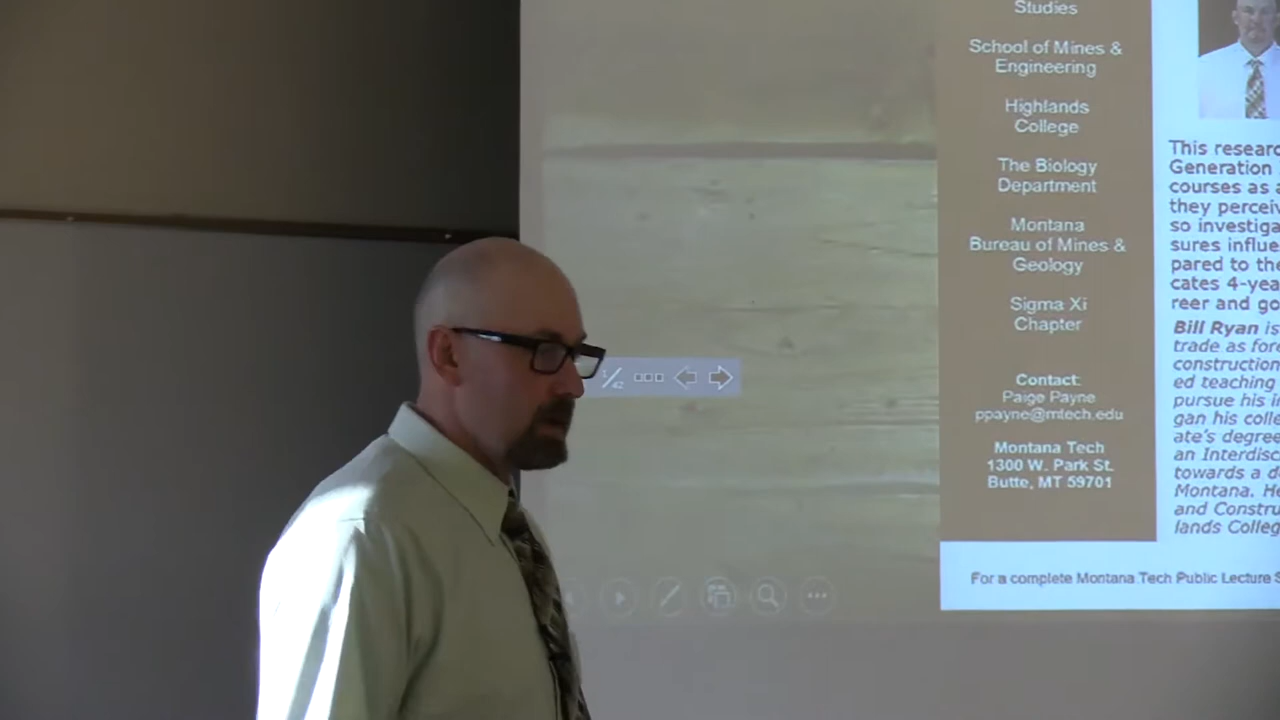 Studies
School of Mines &
Engineering
Highlands
College
The Biology
Department
Montana
Bureau of Mines &
Geology
Sigma Xi
Chapter
Contact:
Paige Payne
ppayne@mtech.edu
Montana Tech
1300 W. Park St.
Butte, MT 59701
This researc
Generation
courses as a
they perceiv
so investiga
sures influe
pared to the
cates 4-yea
reer and go
Bill Ryan is
trade as fore
construction
ed teaching
pursue his in
gan his colle
ate's degree
an Interdisc
towards a d
Montana. He
and Constru
lands Colleg
For a complete Montana Tech Public Lecture S
1/42